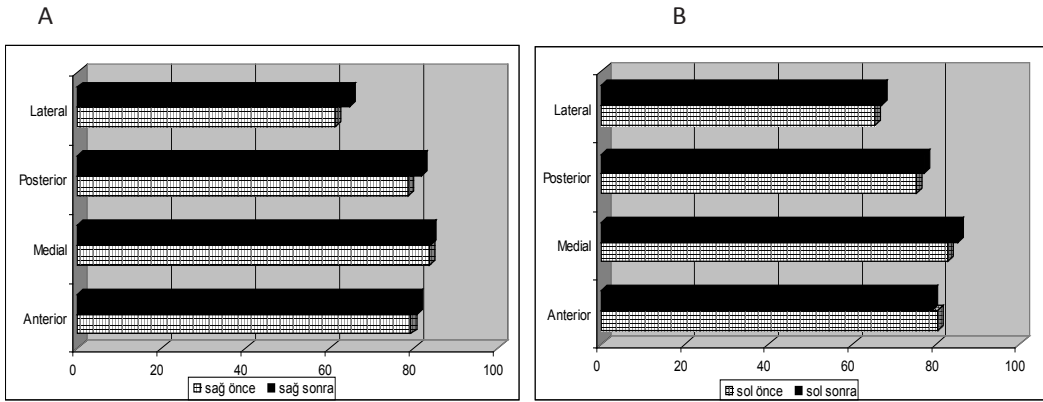 A
Lateral
Posterior
Medial
Anterior
0 20 40 60 80 100
sağ önce sağ sonra
B
Lateral
Posterior
Medial
Anterior
0 20 40 60 80 100
sol önce sol sonra